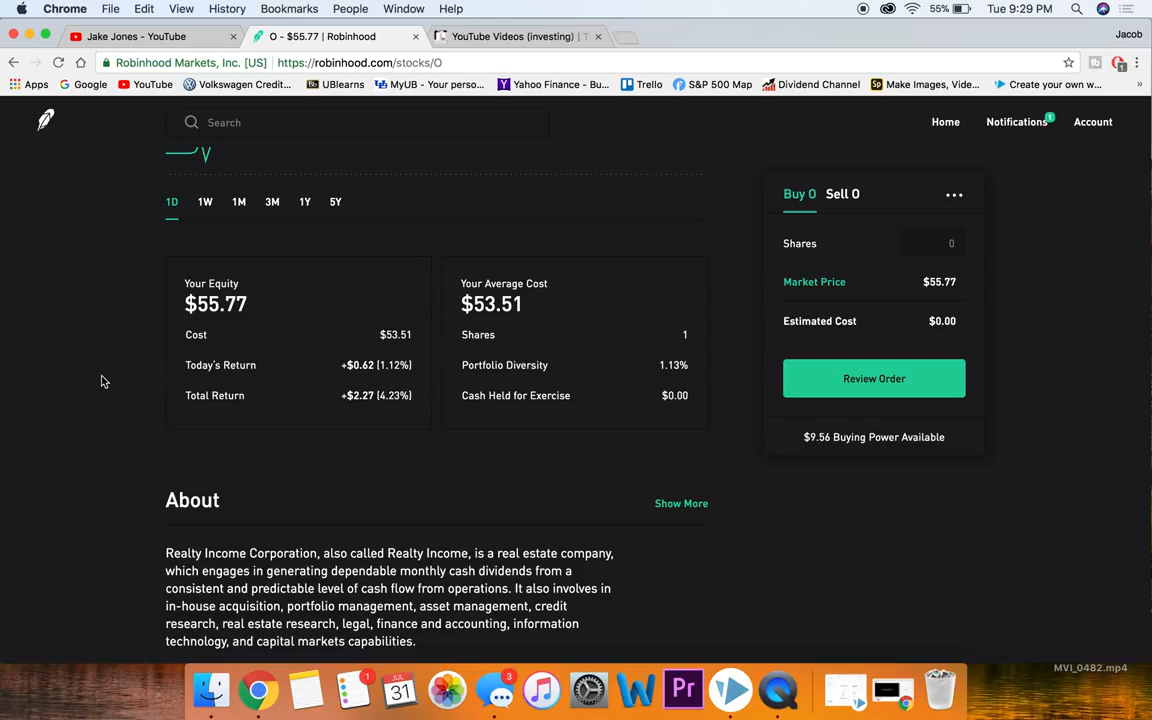 Chrome File Edit View History Bookmarks People Window Help 55% Tue 9:29 PM
Jake Jones - YouTube O - $55.77 | Robinhood YouTube Videos (investing) | T Jacob
Robinhood Markets, Inc. [US] https://robinhood.com/stocks/O
Apps Google YouTube Volkswagen Credit... UBlearns MyUB - Your perso... Yahoo Finance - Bu... Trello S&P 500 Map Dividend Channel Make Images, Vide... Create your own w... »
Search Home Notifications 1 Account
1D 1W 1M 3M 1Y 5Y
Your Equity
$55.77
Cost $53.51
Today's Return +$0.62 (1.12%)
Total Return +$2.27 (4.23%)
Your Average Cost
$53.51
Shares 1
Portfolio Diversity 1.13%
Cash Held for Exercise $0.00
Buy O Sell O
Shares 0
Market Price $55.77
Estimated Cost $0.00
Review Order
$9.56 Buying Power Available
About Show More
Realty Income Corporation, also called Realty Income, is a real estate company,
which engages in generating dependable monthly cash dividends from a
consistent and predictable level of cash flow from operations. It also involves in
in-house acquisition, portfolio management, asset management, credit
research, real estate research, legal, finance and accounting, information
technology, and capital markets capabilities.
MVI_0482.mp4
1 JUL 31 3 W Pr